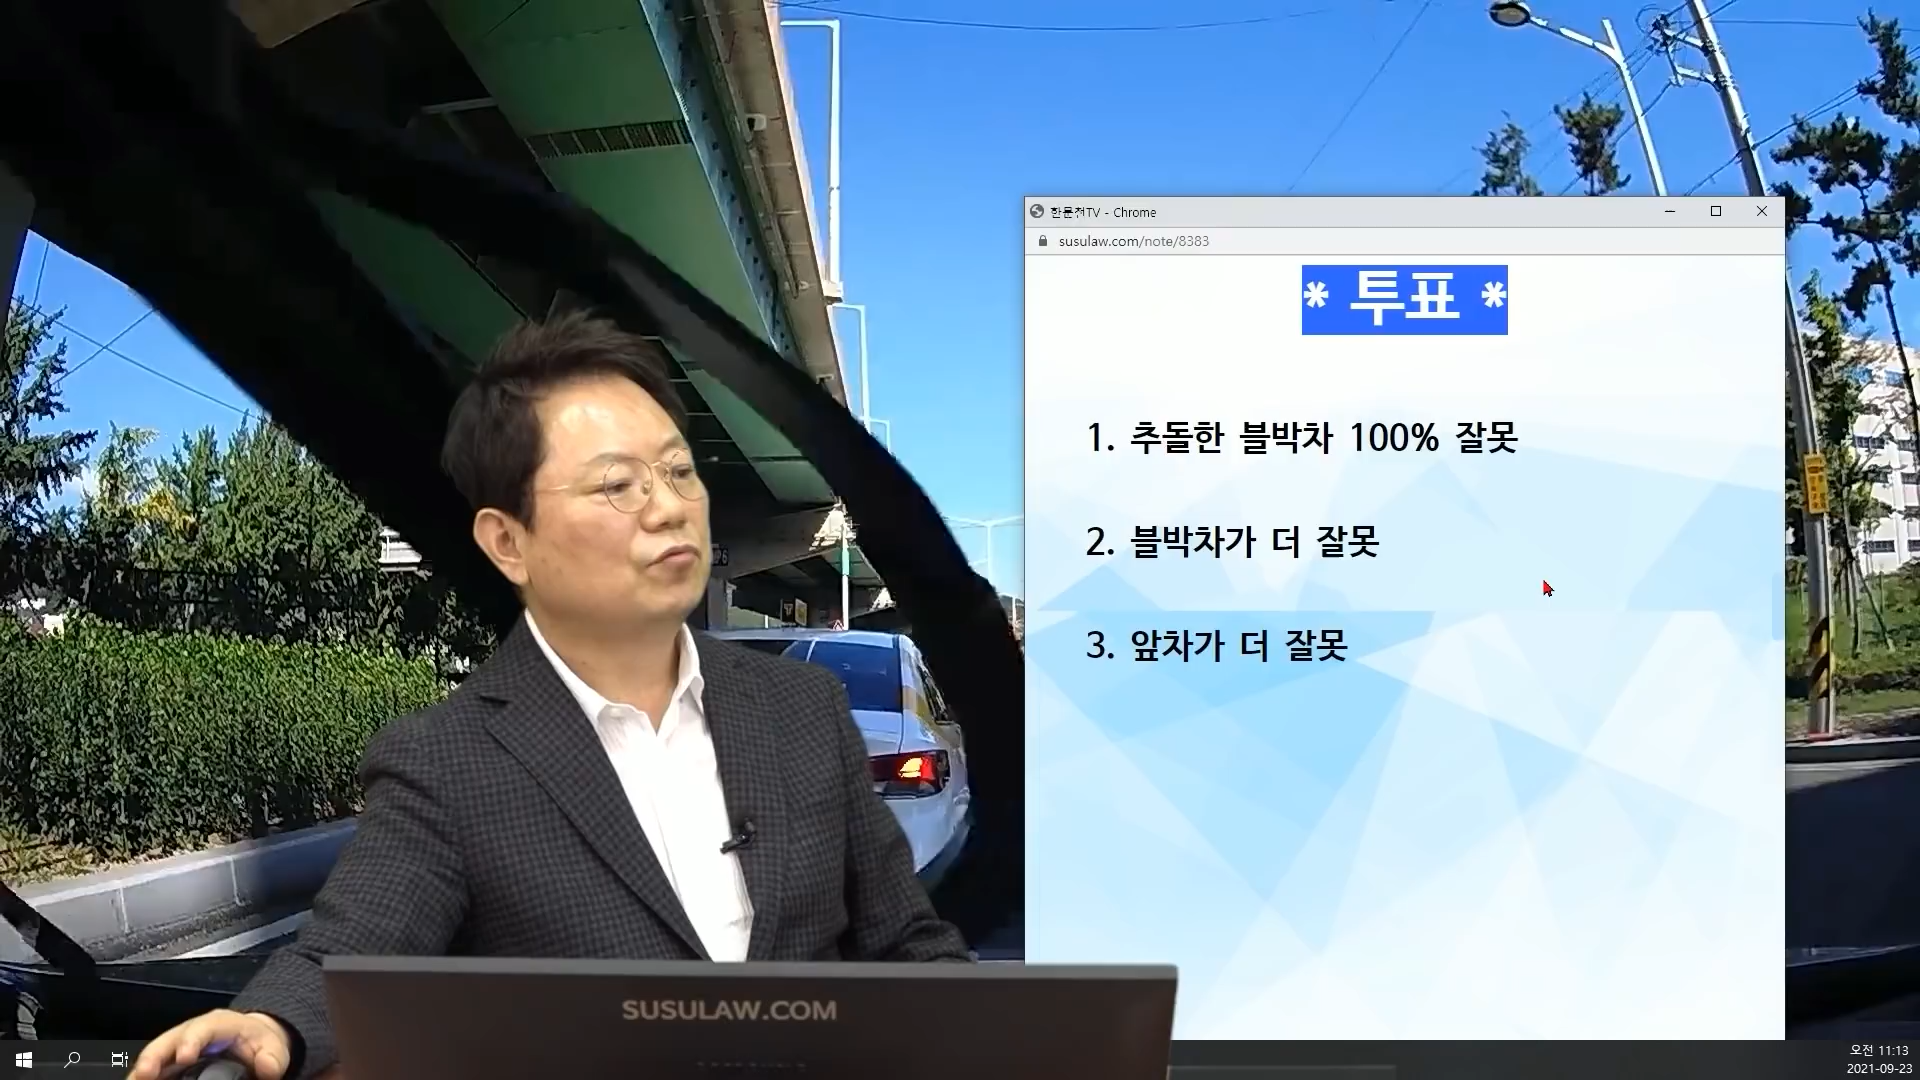 한문철TV - Chrome
susulaw.com/note/8383
* 투표 *
1. 추돌한 블박차 100% 잘못
2. 블박차가 더 잘못
3. 앞차가 더 잘못
SUSULAW.COM
오전 11:13
2021-09-23